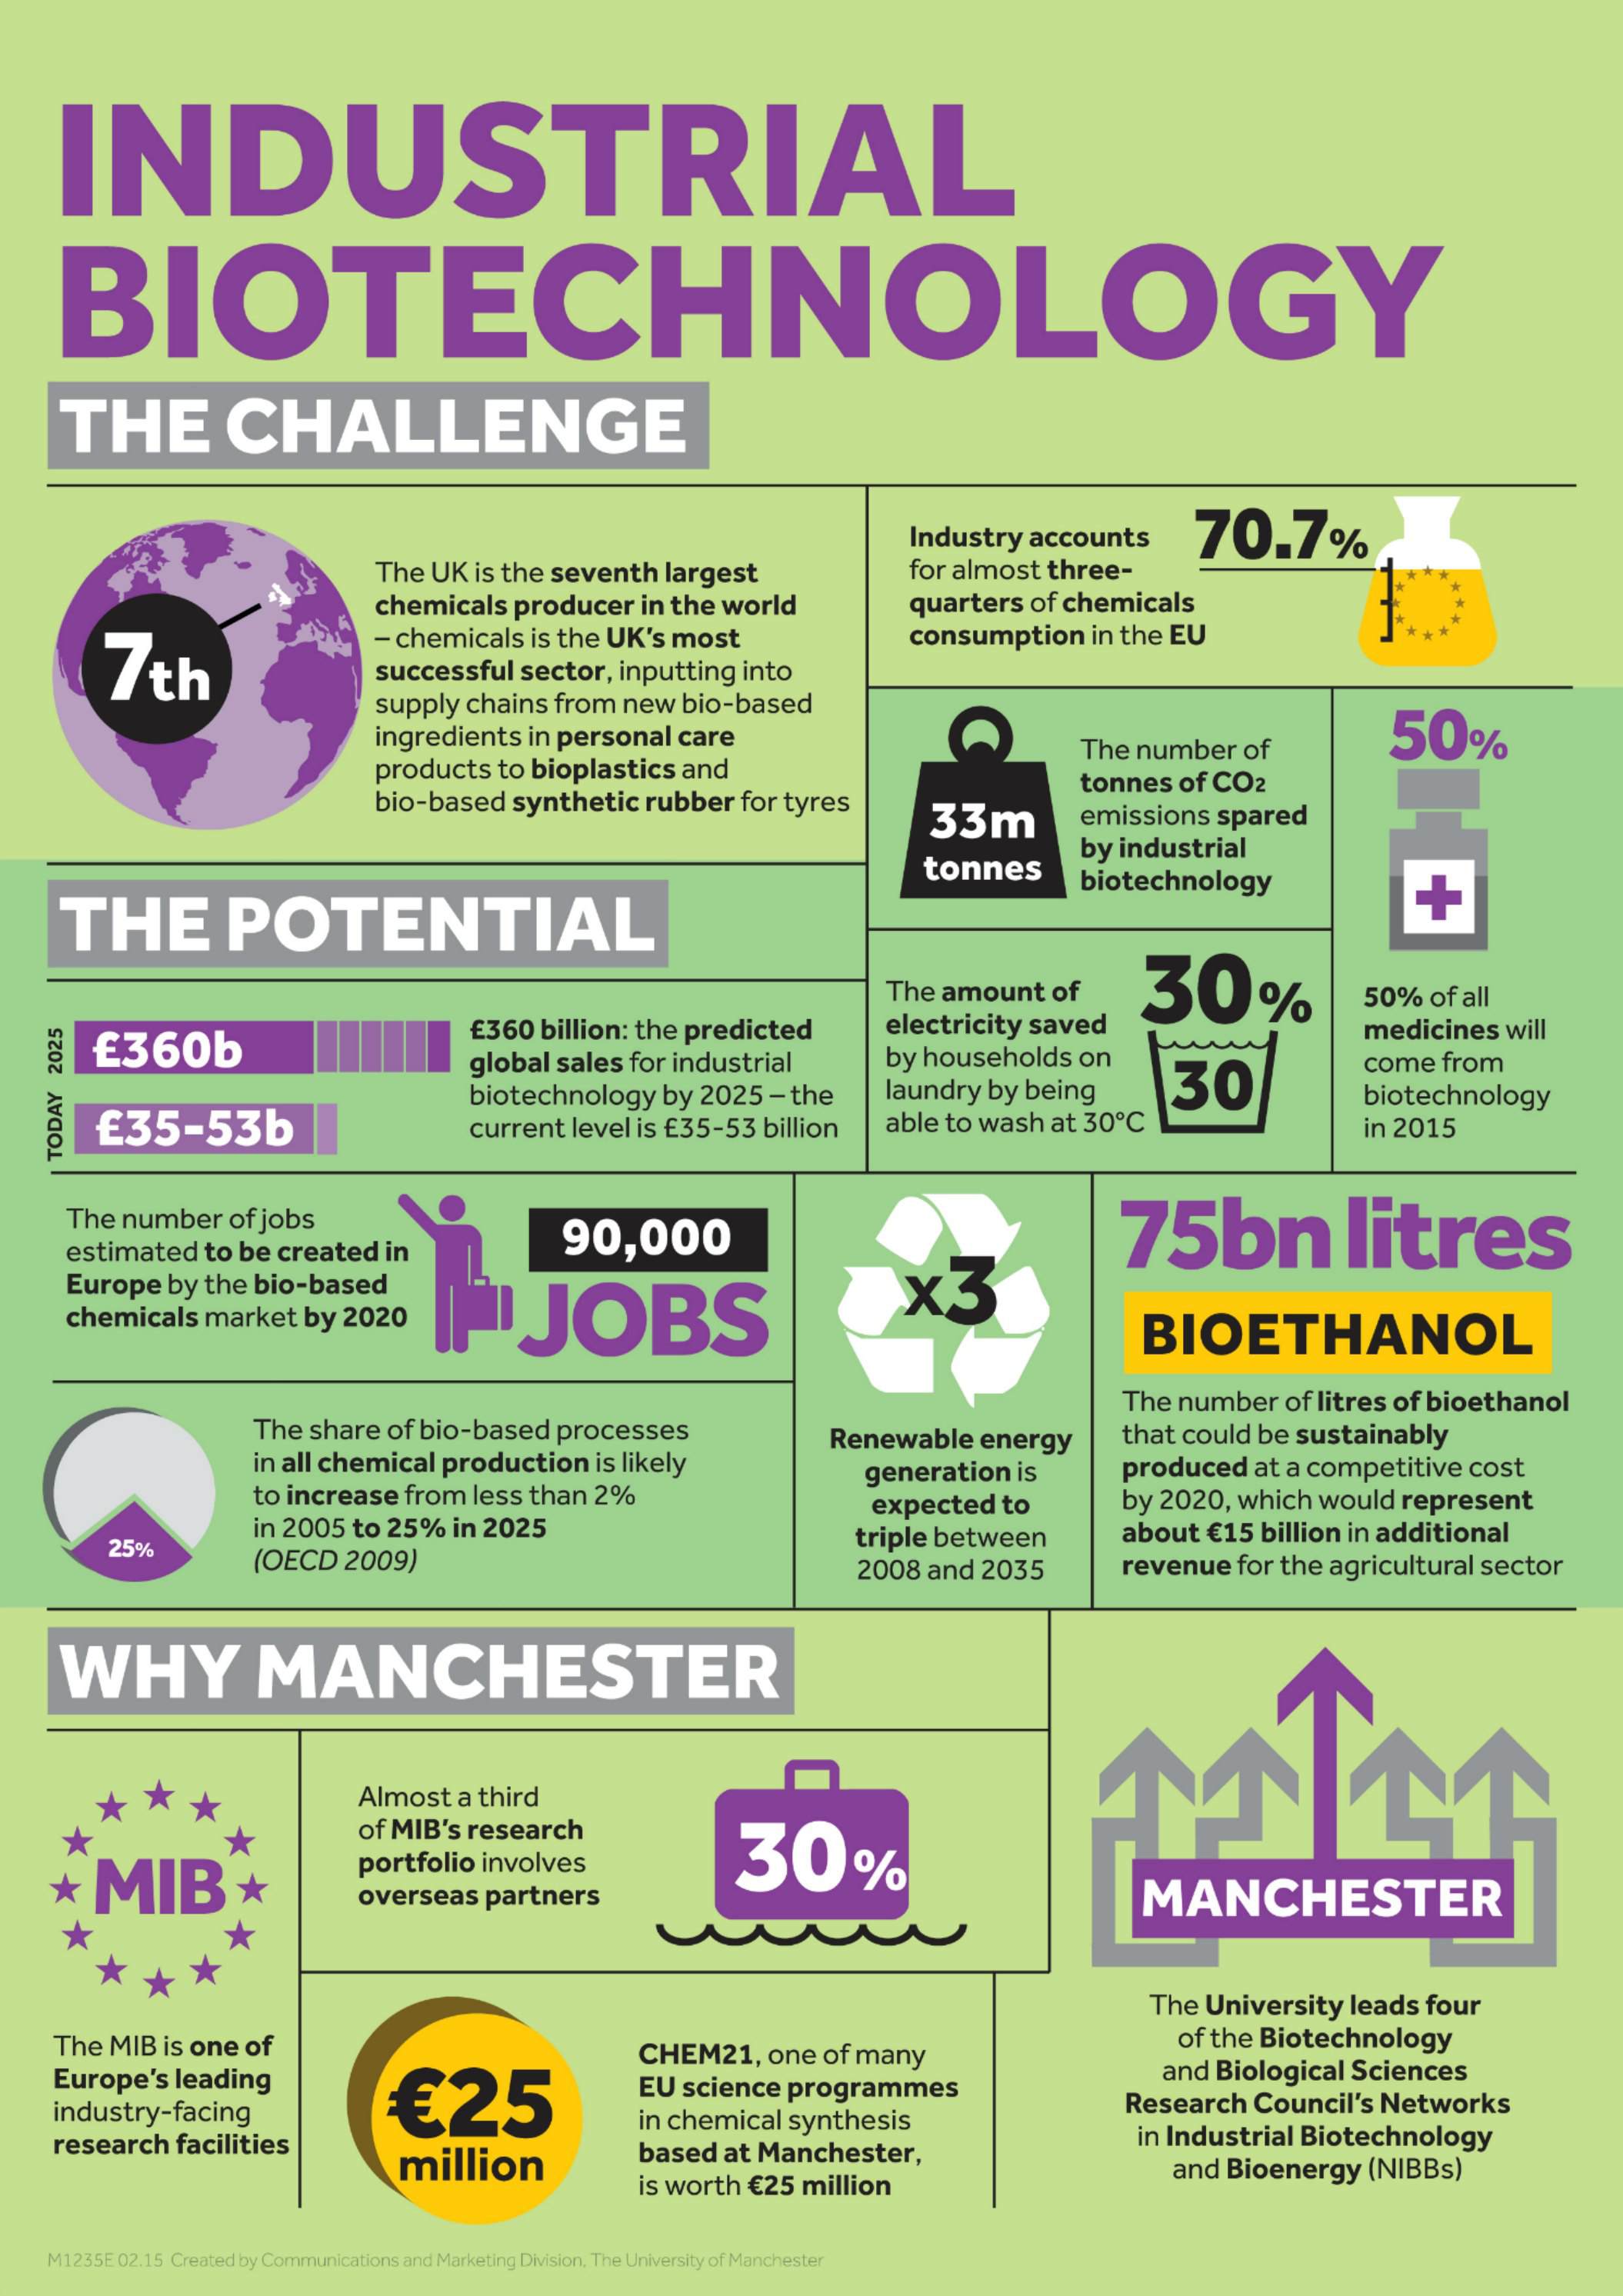 INDUSTRIAL
BIOTECHNOLOGY
THE CHALLENGE
7th
The UK is the seventh largest
chemicals producer in the world
– chemicals is the UK's most
successful sector, inputting into
supply chains from new bio-based
ingredients in personal care
products to bioplastics and
bio-based synthetic rubber for tyres
Industry accounts
for almost three-
quarters of chemicals
consumption in the EU
70.7%
33m
tonnes
The number of
tonnes of CO2
emissions spared
by industrial
biotechnology
50%
50% of all
medicines will
come from
biotechnology
in 2015
THE POTENTIAL
2025
£360b
TODAY
£35-53b
£360 billion: the predicted
global sales for industrial
biotechnology by 2025 – the
current level is £35-53 billion
The amount of
electricity saved
by households on
laundry by being
able to wash at 30°C
30%
30
The number of jobs
estimated to be created in
Europe by the bio-based
chemicals market by 2020
90,000
JOBS
25%
The share of bio-based processes
in all chemical production is likely
to increase from less than 2%
in 2005 to 25% in 2025
(OECD 2009)
x3
Renewable energy
generation is
expected to
triple between
2008 and 2035
75bn litres
BIOETHANOL
The number of litres of bioethanol
that could be sustainably
produced at a competitive cost
by 2020, which would represent
about €15 billion in additional
revenue for the agricultural sector
WHY MANCHESTER
MIB
The MIB is one of
Europe's leading
industry-facing
research facilities
Almost a third
of MIB's research
portfolio involves
overseas partners
30%
€25
million
CHEM21, one of many
EU science programmes
in chemical synthesis
based at Manchester,
is worth €25 million
MANCHESTER
The University leads four
of the Biotechnology
and Biological Sciences
Research Council's Networks
in Industrial Biotechnology
and Bioenergy (NIBBs)
M1235E 02.15 Created by Communications and Marketing Division, The University of Manchester